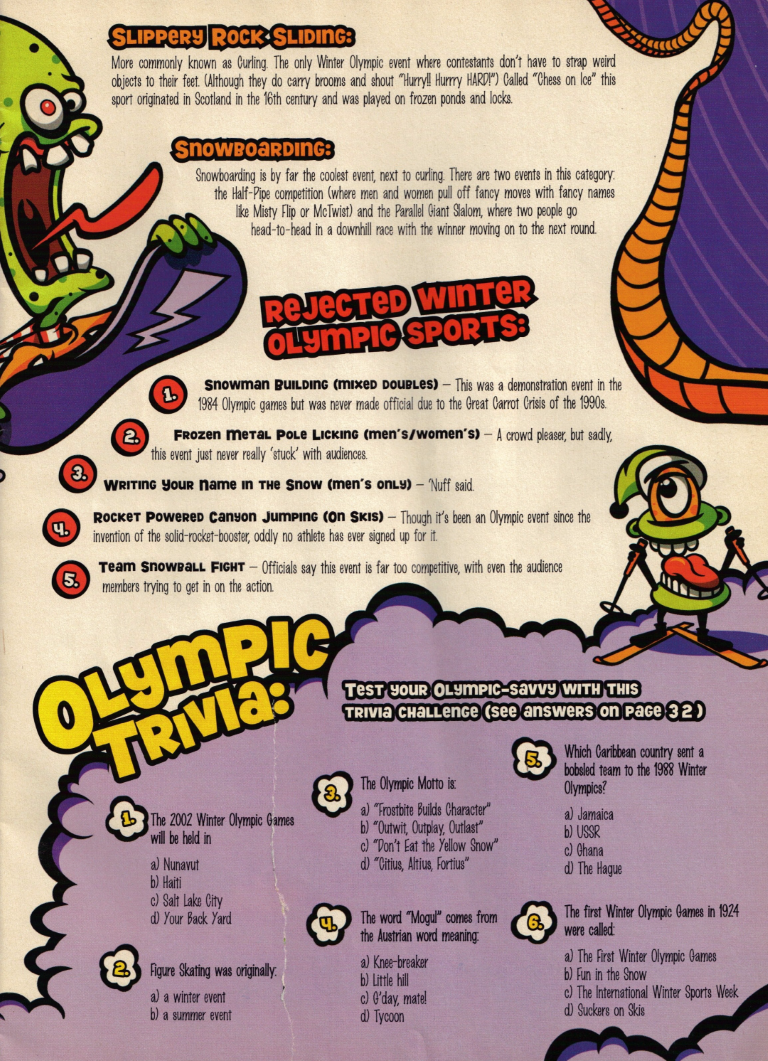 Slippery Rock Sliding:
More commonly known as Curling. The only Winter Olympic event where contestants don't have to strap weird
objects to their feet. (Although they do carry brooms and shout "Hurry!! Hurrry HARD!") Called "Chess on Ice" this
sport originated in Scotland in the 16th century and was played on frozen ponds and locks.
Snowboarding:
Snowboarding is by far the coolest event, next to curling. There are two events in this category:
the Half-Pipe competition (where men and women pull off fancy moves with fancy names
like Misty Flip or McTwist) and the Parallel Giant Slalom, where two people go
head-to-head in a downhill race with the winner moving on to the next round.
Rejected Winter
Olympic Sports:
1. Snowman Building (mixed doubles) – This was a demonstration event in the
1984 Olympic games but was never made official due to the Great Carrot Crisis of the 1990s.
2. Frozen Metal Pole Licking (men's/women's) – A crowd pleaser, but sadly,
this event just never really 'stuck' with audiences.
3. Writing Your Name in the Snow (men's only) – 'Nuff said.
4. Rocket Powered Canyon Jumping (On Skis) – Though it's been an Olympic event since the
invention of the solid-rocket-booster, oddly no athlete has ever signed up for it.
5. Team Snowball Fight – Officials say this event is far too competitive, with even the audience
members trying to get in on the action.
Olympic
Trivia:
Test your Olympic-savvy with this
trivia challenge (see answers on page 32)
1. The 2002 Winter Olympic Games
will be held in
a) Nunavut
b) Haiti
c) Salt Lake City
d) Your Back Yard
2. Figure Skating was originally:
a) a winter event
b) a summer event
3. The Olympic Motto is:
a) "Frostbite Builds Character"
b) "Outwit, Outplay, Outlast"
c) "Don't Eat the Yellow Snow"
d) "Citius, Altius, Fortius"
4. The word "Mogul" comes from
the Austrian word meaning:
a) Knee-breaker
b) Little hill
c) G'day, mate!
d) Tycoon
5. Which Caribbean country sent a
bobsled team to the 1988 Winter
Olympics?
a) Jamaica
b) USSR
c) Ghana
d) The Hague
6. The first Winter Olympic Games in 1924
were called:
a) The First Winter Olympic Games
b) Fun in the Snow
c) The International Winter Sports Week
d) Suckers on Skis